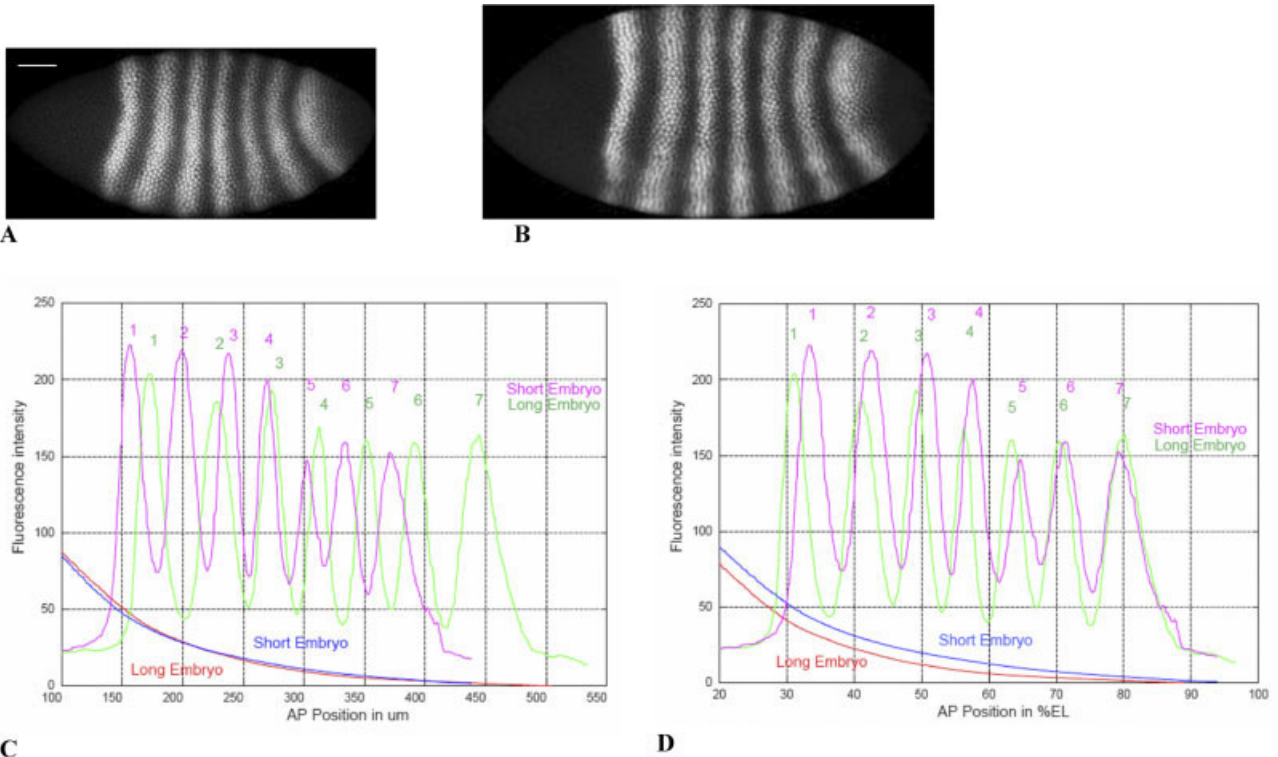 A
B
250
200
150
100
50
0
Fluorescence intensity
1 1 2 2 3 4 3 5 4 6 5 7 6 7
Short Embryo
Long Embryo
Short Embryo
Long Embryo
100 150 200 250 300 350 400 450 500 550
AP Position in um
C
250
200
150
100
50
0
Fluorescence intensity
1 1 2 2 3 3 4 4 5 5 6 6 7 7
Short Embryo
Long Embryo
Short Embryo
Long Embryo
20 30 40 50 60 70 80 90 100
AP Position in %EL
D